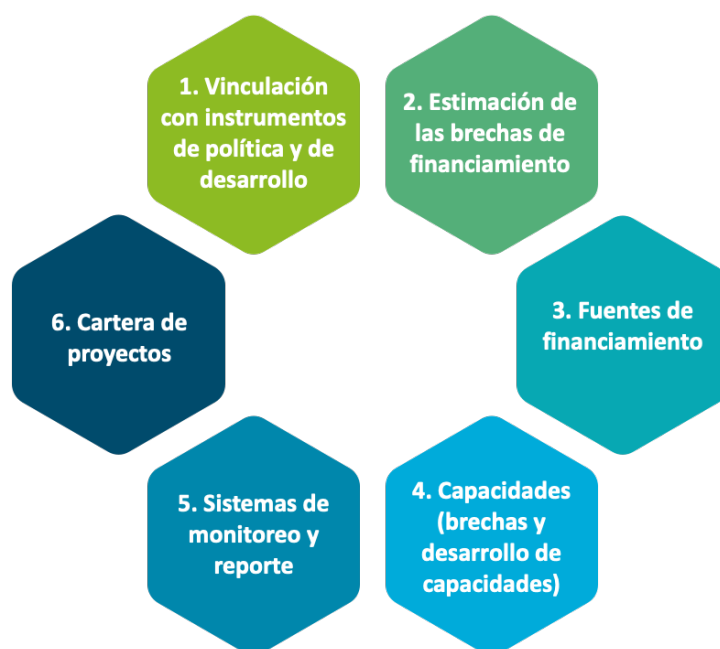 1. Vinculación
con instrumentos
de política y de
desarrollo
2. Estimación de
las brechas de
financiamiento
3. Fuentes de
financiamiento
4. Capacidades
(brechas y
desarrollo de
capacidades)
5. Sistemas de
monitoreo y
reporte
6. Cartera de
proyectos